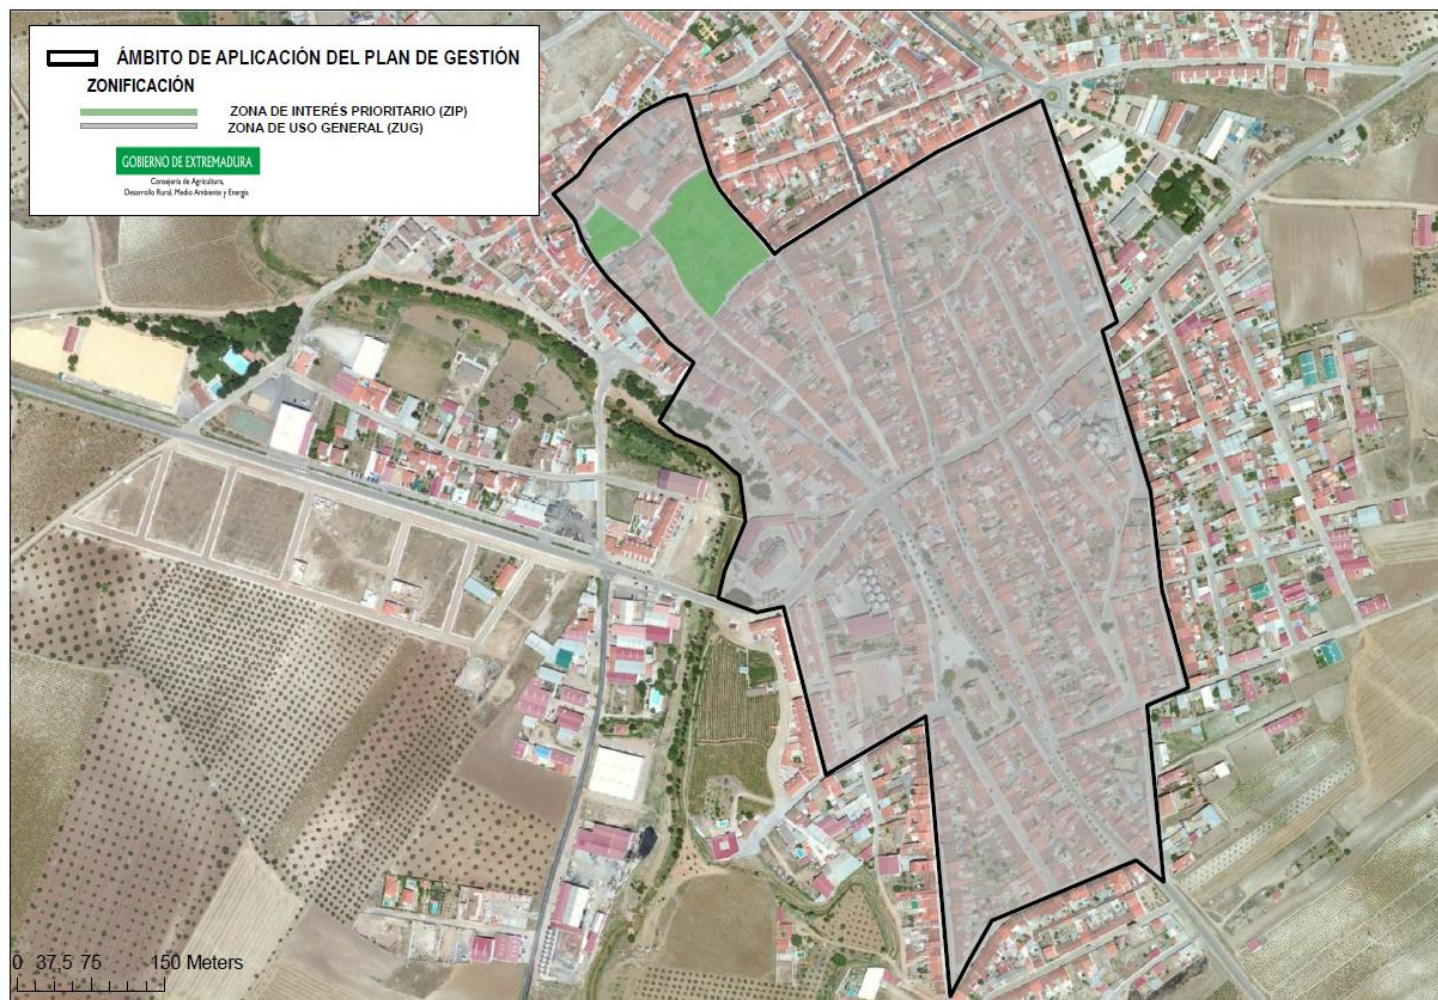 ÁMBITO DE APLICACIÓN DEL PLAN DE GESTIÓN
ZONIFICACIÓN
ZONA DE INTERÉS PRIORITARIO (ZIP)
ZONA DE USO GENERAL (ZUG)
GOBIERNO DE EXTREMADURA
Consejería de Agricultura,
Desarrollo Rural, Medio Ambiente y Energía
0 37,5 75 150 Meters